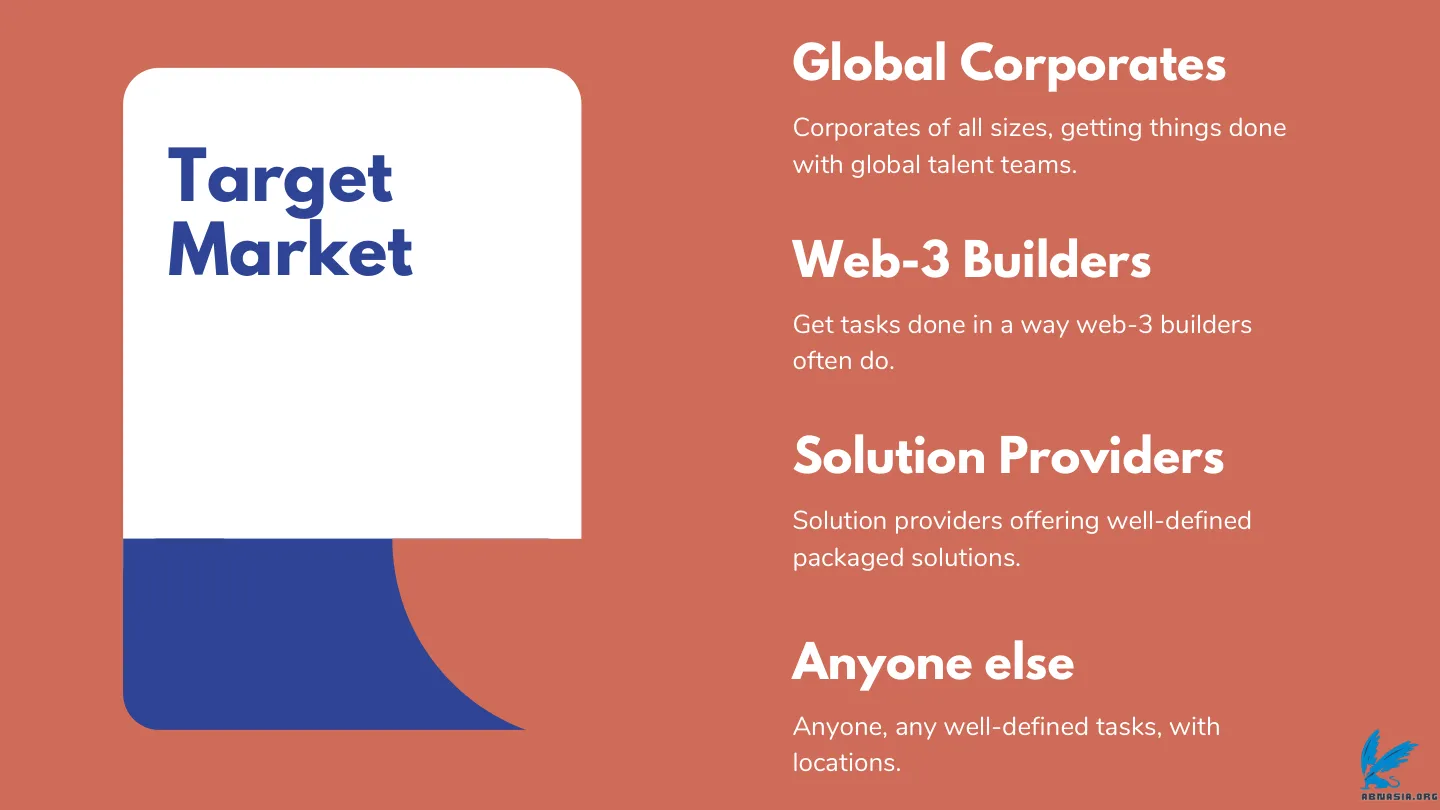 Target
Market
Global Corporates
Corporates of all sizes, getting things done
with global talent teams.
Web-3 Builders
Get tasks done in a way web-3 builders
often do.
Solution Providers
Solution providers offering well-defined
packaged solutions.
Anyone else
Anyone, any well-defined tasks, with
locations.
ABNASIA.ORG